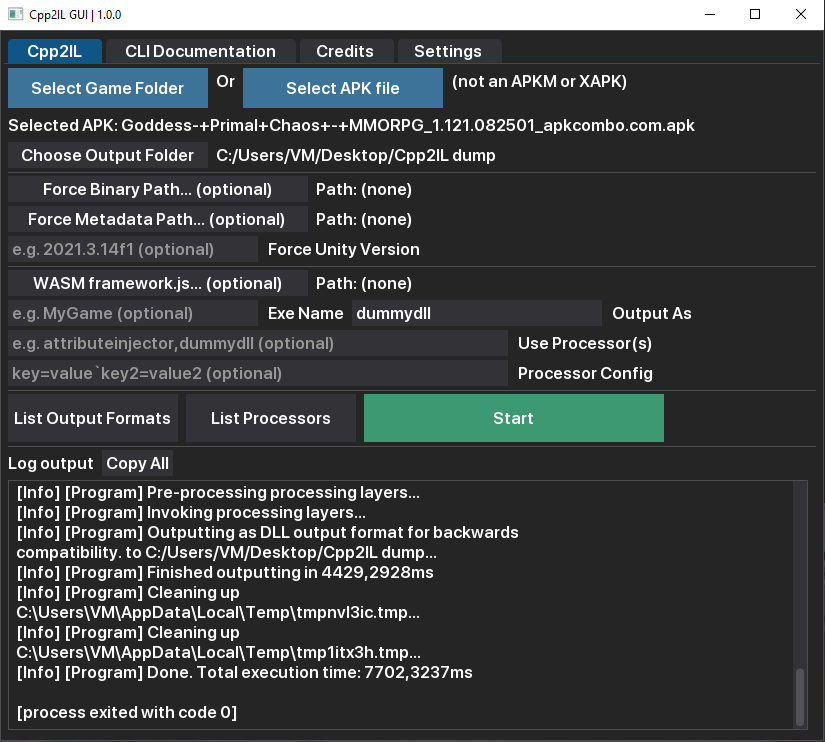 Cpp2IL GUI | 1.0.0
Cpp2IL CLI Documentation Credits Settings
Select Game Folder Or Select APK file (not an APKM or XAPK)
Selected APK: Goddess-+Primal+Chaos+-+MMORPG_1.121.082501_apkcombo.com.apk
Choose Output Folder C:/Users/VM/Desktop/Cpp2IL dump
Force Binary Path... (optional) Path: (none)
Force Metadata Path... (optional) Path: (none)
e.g. 2021.3.14f1 (optional) Force Unity Version
WASM framework.js... (optional) Path: (none)
e.g. MyGame (optional) Exe Name dummydll Output As
e.g. attributeinjector,dummydll (optional) Use Processor(s)
key=value`key2=value2 (optional) Processor Config
List Output Formats List Processors Start
Log output Copy All
[Info] [Program] Pre-processing processing layers...
[Info] [Program] Invoking processing layers...
[Info] [Program] Outputting as DLL output format for backwards
compatibility. to C:/Users/VM/Desktop/Cpp2IL dump...
[Info] [Program] Finished outputting in 4429,2928ms
[Info] [Program] Cleaning up
C:\Users\VM\AppData\Local\Temp\tmpnvl3ic.tmp...
[Info] [Program] Cleaning up
C:\Users\VM\AppData\Local\Temp\tmp1itx3h.tmp...
[Info] [Program] Done. Total execution time: 7702,3237ms
[process exited with code 0]